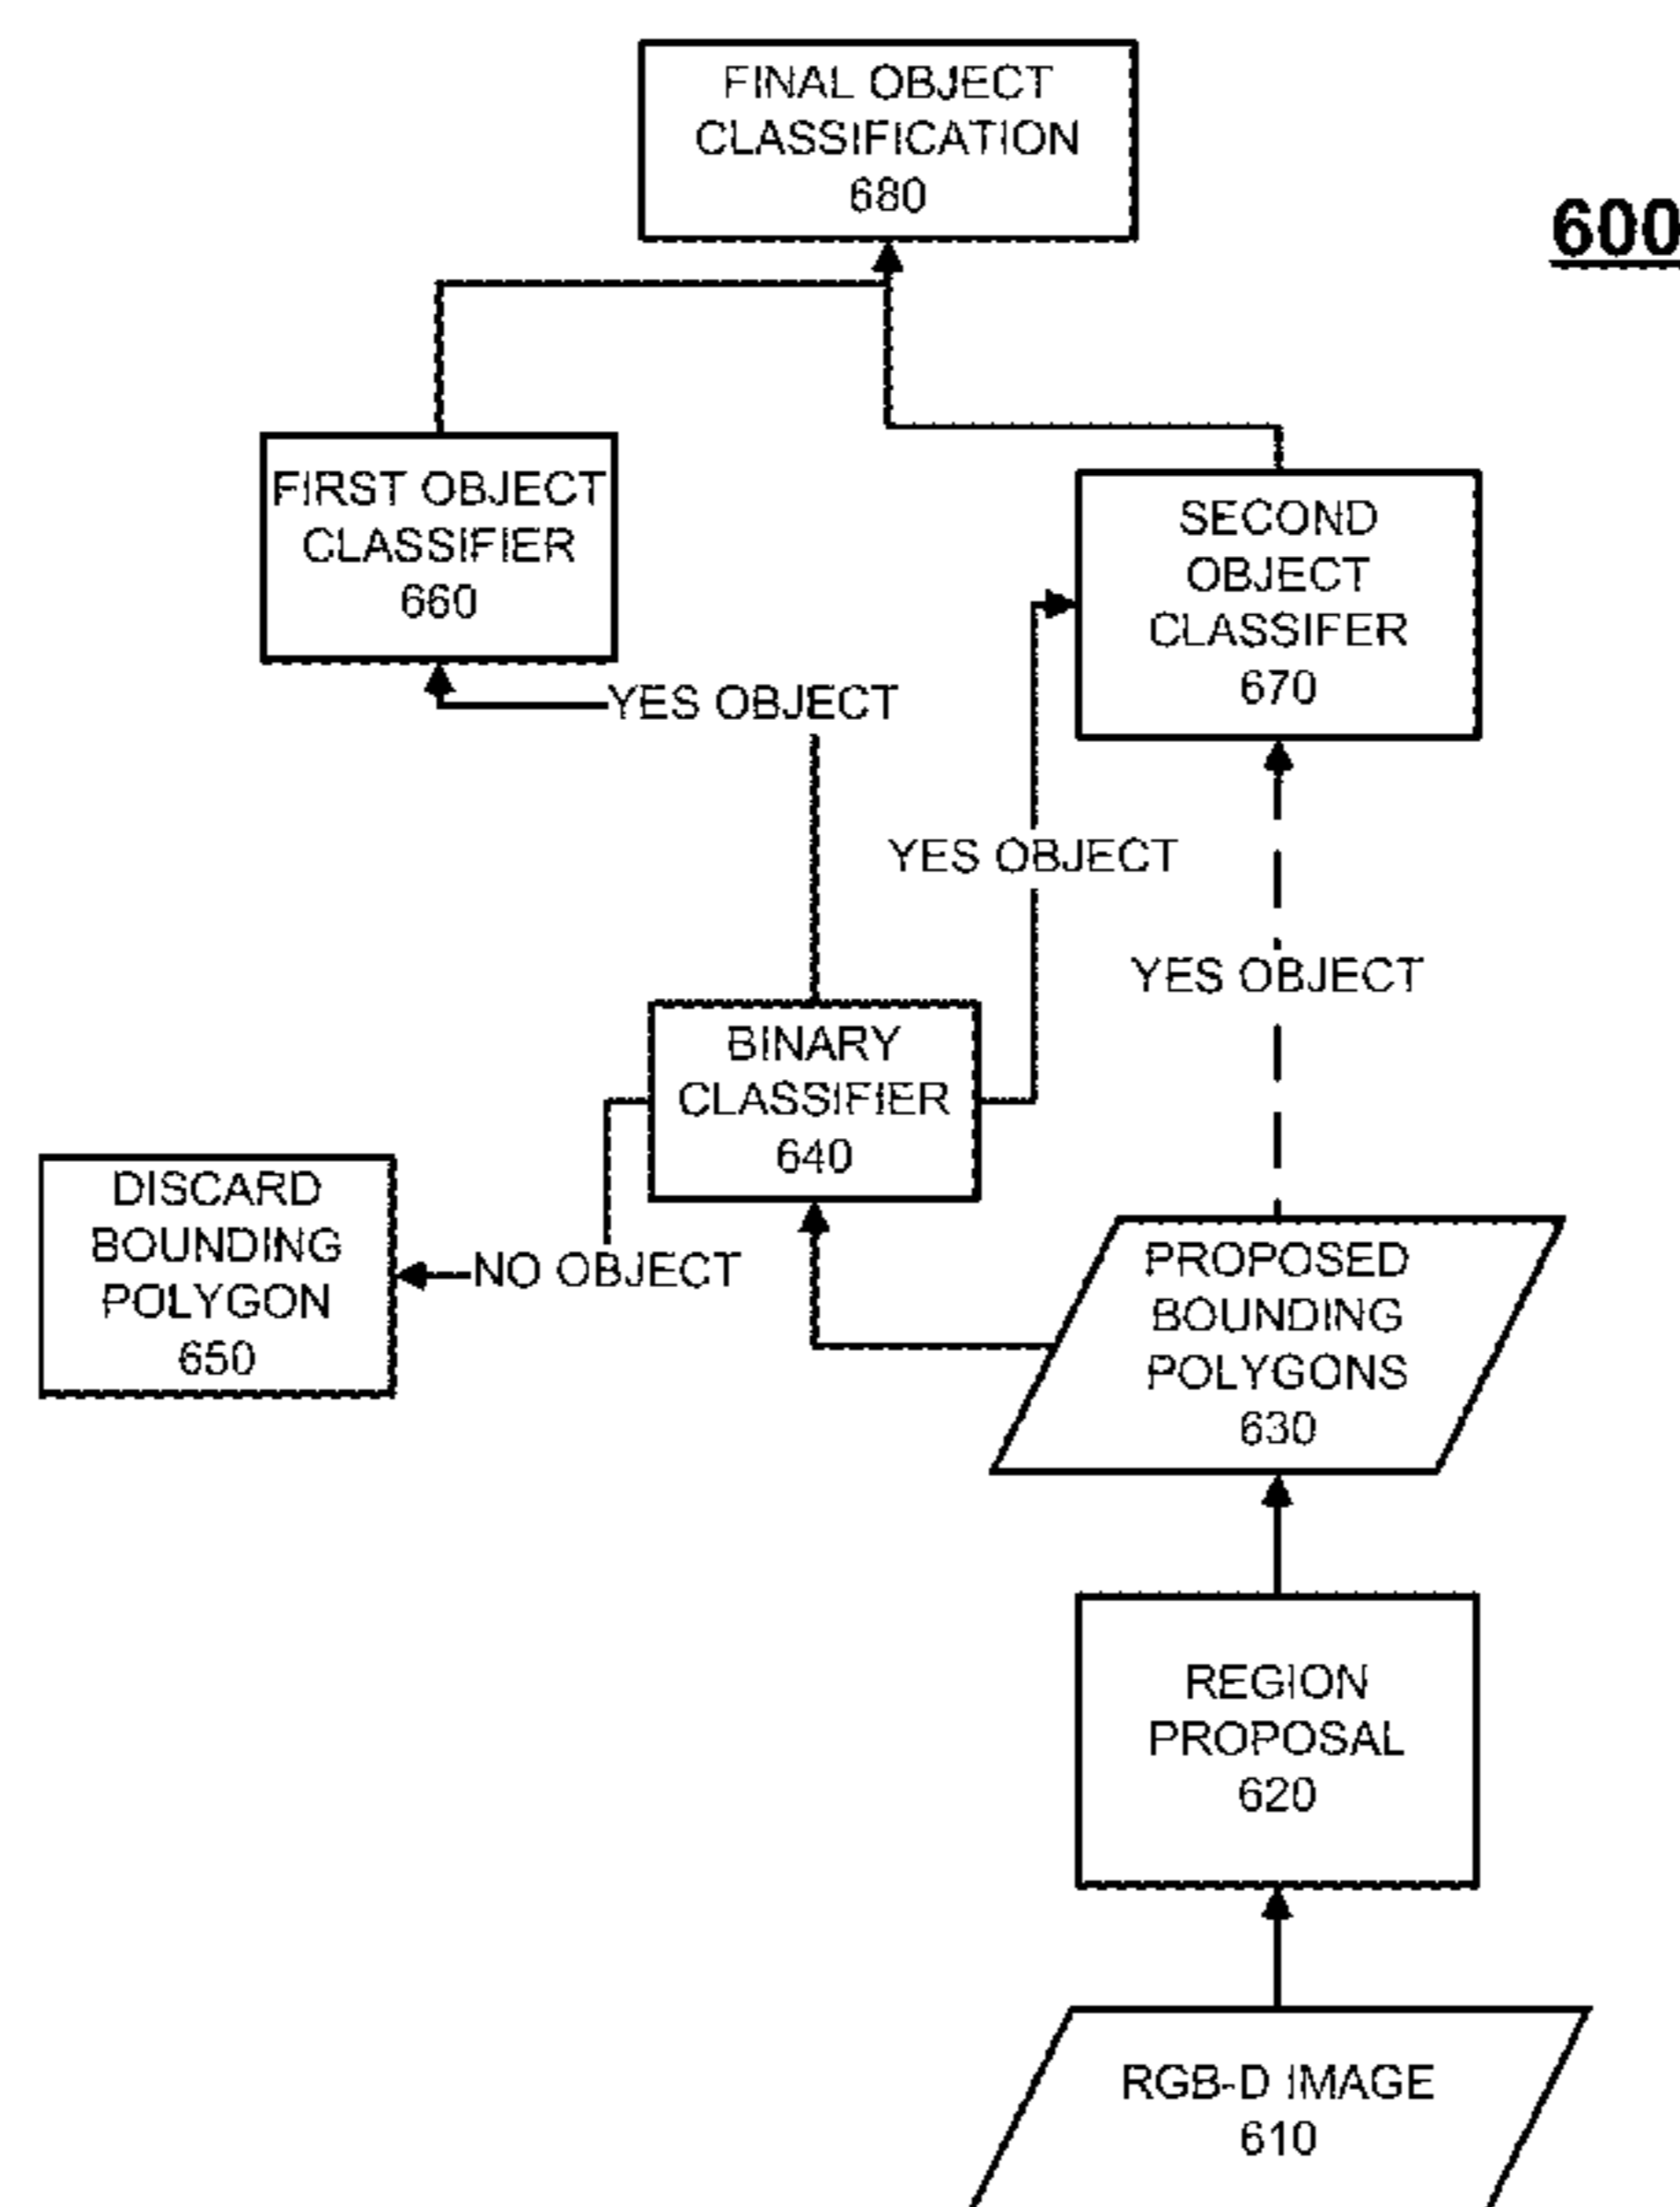 FINAL OBJECT
CLASSIFICATION
680
600
FIRST OBJECT
CLASSIFIER
660
SECOND
OBJECT
CLASSIFER
670
YES OBJECT
YES OBJECT
YES OBJECT
BINARY
CLASSIFIER
640
DISCARD
BOUNDING
POLYGON
650
NO OBJECT
PROPOSED
BOUNDING
POLYGONS
630
REGION
PROPOSAL
620
RGB-D IMAGE
610